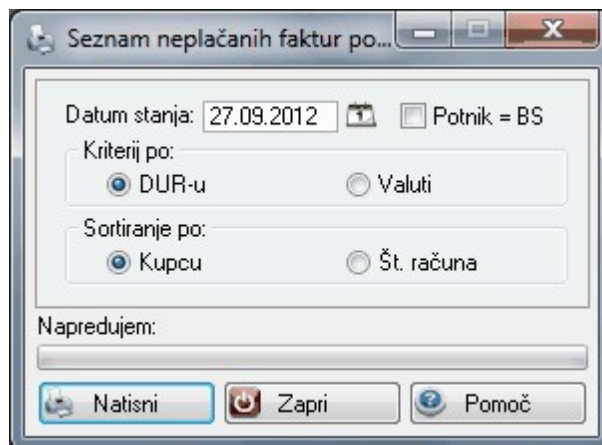 Seznam neplačanih faktur po...
Datum stanja: 27.09.2012 1 Potnik = BS
Kriterij po:
DUR-u Valuti
Sortiranje po:
Kupcu Št. računa
Napredujem:
Natisni Zapri Pomoč